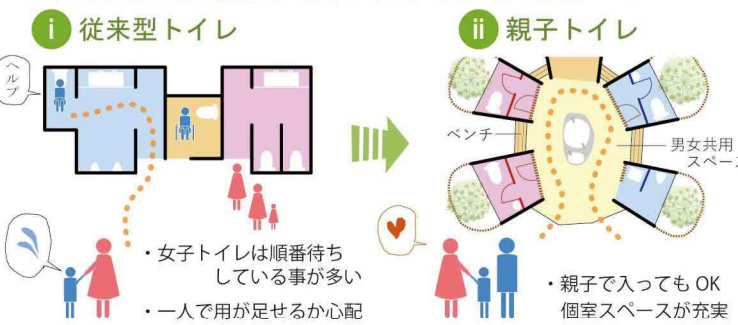 i 従来型トイレ
ヘルプ
・女子トイレは順番待ち
している事が多い
・一人で用が足せるか心配
ii 親子トイレ
ベンチ
男女共用
スペース
・親子で入っても OK
個室スペースが充実